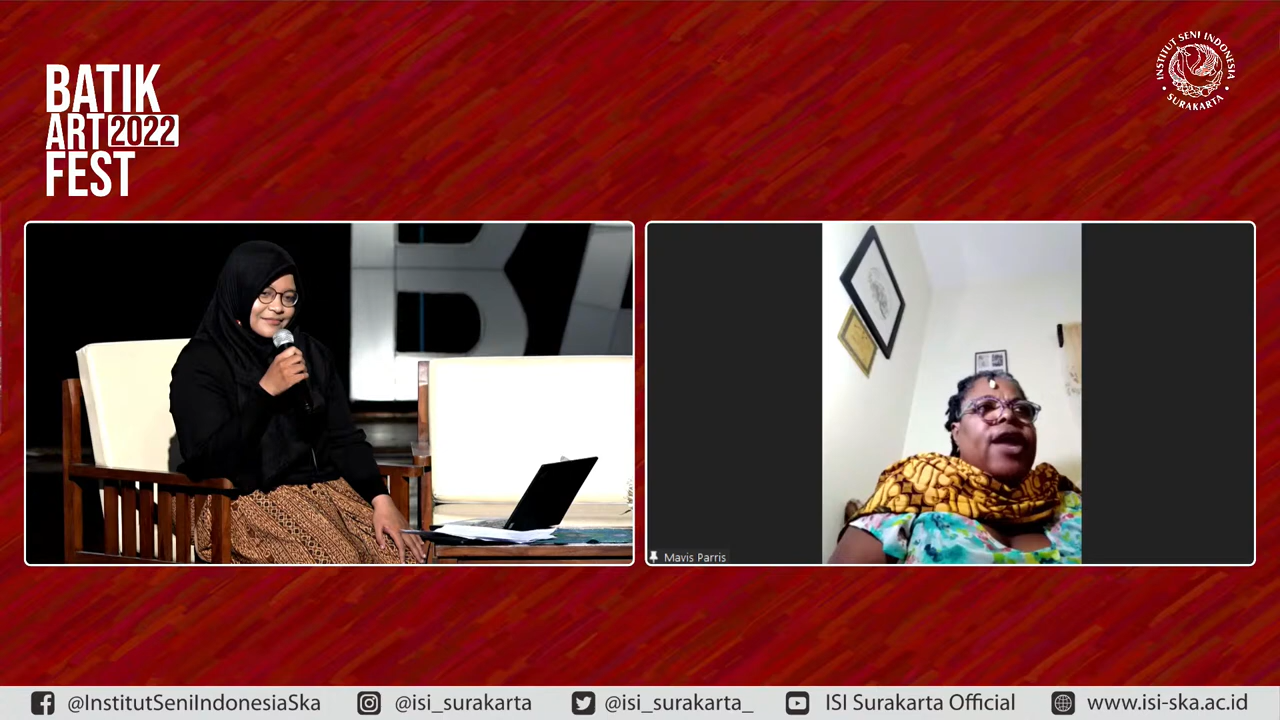 BATIK
ART 2022
FEST
INSTITUT SENI INDONESIA
• SURAKARTA •
BA
Mavis Parris
@InstitutSeniIndonesiaSka
@isi_surakarta
@isi_surakarta_
ISI Surakarta Official
www.isi-ska.ac.id